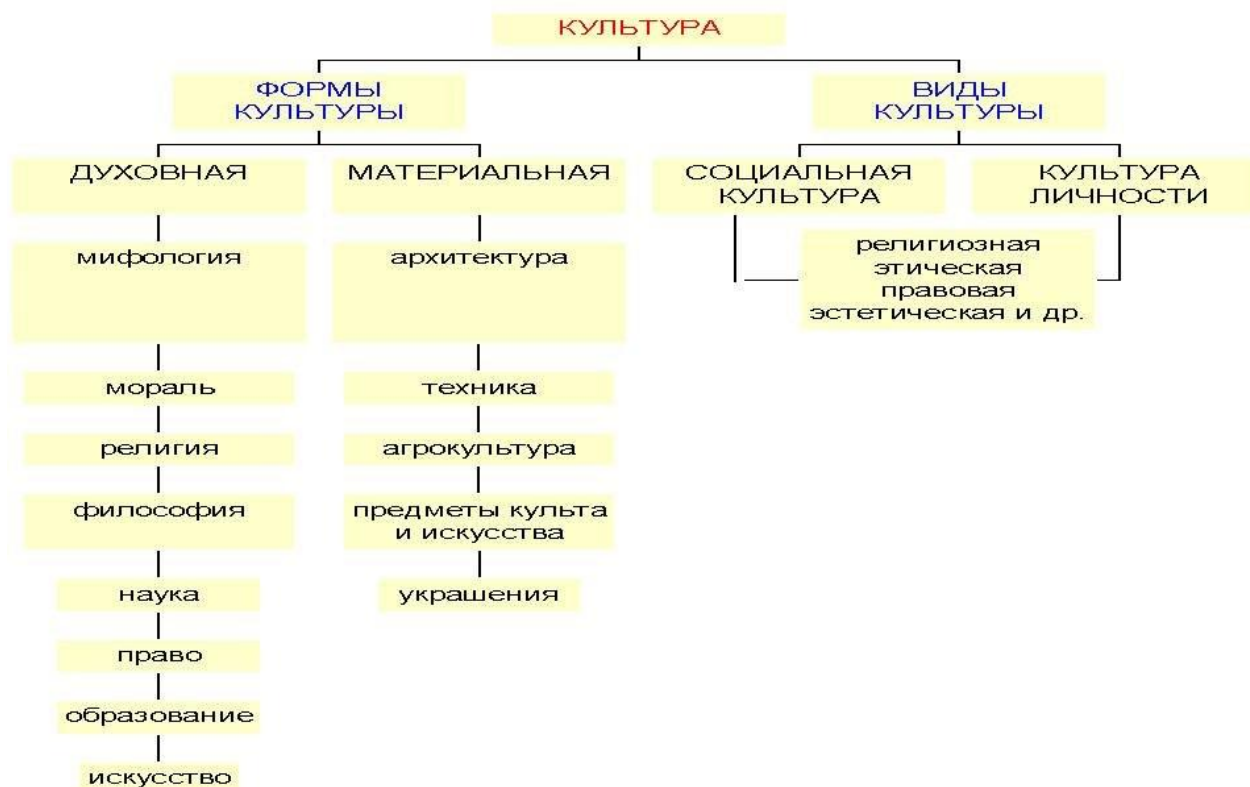 КУЛЬТУРА
ФОРМЫ
КУЛЬТУРЫ
ВИДЫ
КУЛЬТУРЫ
ДУХОВНАЯ
МАТЕРИАЛЬНАЯ
СОЦИАЛЬНАЯ
КУЛЬТУРА
КУЛЬТУРА
ЛИЧНОСТИ
мифология
архитектура
религиозная
этическая
правовая
эстетическая и др.
мораль
техника
религия
агрокультура
философия
предметы культа
и искусства
наука
украшения
право
образование
искусство